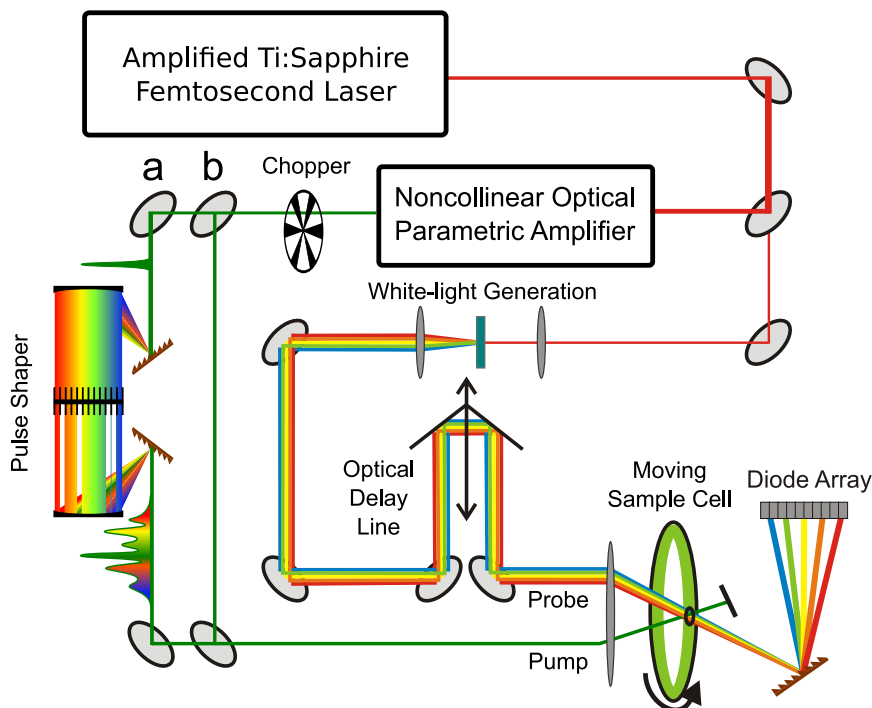 Amplified Ti:Sapphire
Femtosecond Laser
a
b
Chopper
Noncollinear Optical
Parametric Amplifier
White-light Generation
Pulse Shaper
Optical
Delay
Line
Moving
Sample Cell
Diode Array
Probe
Pump